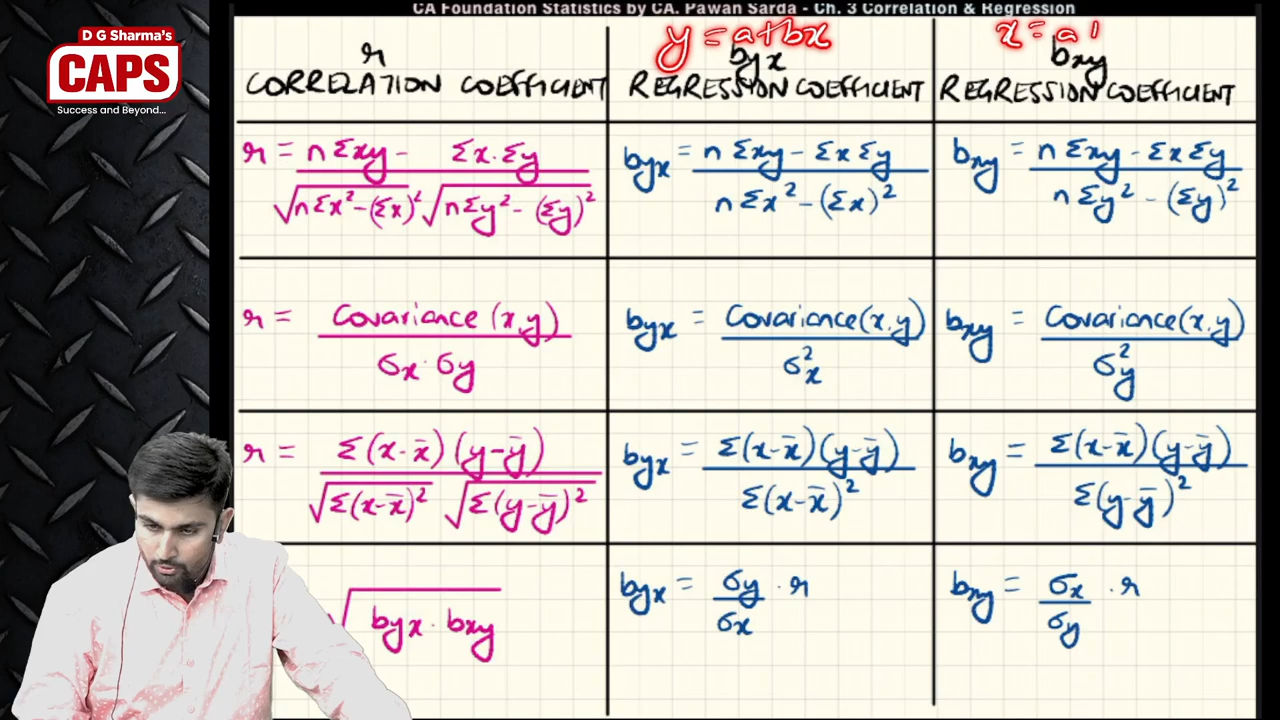 CA Foundation Statistics by CA. Pawan Sarda - Ch. 3 Correlation & Regression
D G Sharma's
CAPS
Success and Beyond...
y = a+bx
x = a
r
byx
bxy
CORRELATION COEFFICIENT
REGRESSION COEFFICIENT
REGRESSION COEFFICIENT
r = nΣxy - Σx.Σy / √nΣx²-(Σx)² √nΣy²-(Σy)²
byx = nΣxy - ΣxΣy / nΣx² - (Σx)²
bxy = nΣxy - ΣxΣy / nΣy² - (Σy)²
r = Covariance (x,y) / σx · σy
byx = Covariance(x,y) / σ²x
bxy = Covariance(x,y) / σ²y
r = Σ(x-x̄)(y-ȳ) / √Σ(x-x̄)² √Σ(y-ȳ)²
byx = Σ(x-x̄)(y-ȳ) / Σ(x-x̄)²
bxy = Σ(x-x̄)(y-ȳ) / Σ(y-ȳ)²
√byx · bxy
byx = σy / σx · r
bxy = σx / σy · r